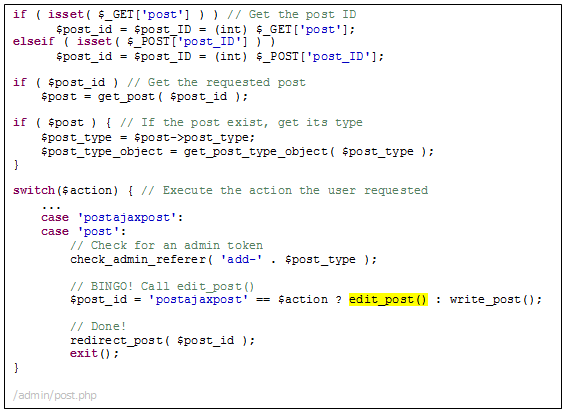 if ( isset( $_GET['post'] ) ) // Get the post ID
      $post_id = $post_ID = (int) $_GET['post'];
elseif ( isset( $_POST['post_ID'] ) )
      $post_id = $post_ID = (int) $_POST['post_ID'];

if ( $post_id ) // Get the requested post
    $post = get_post( $post_id );

if ( $post ) { // If the post exist, get its type
    $post_type = $post->post_type;
    $post_type_object = get_post_type_object( $post_type );
}

switch($action) { // Execute the action the user requested
    ...
    case 'postajaxpost':
    case 'post':
        // Check for an admin token
        check_admin_referer( 'add-' . $post_type );

        // BINGO! Call edit_post()
        $post_id = 'postajaxpost' == $action ? edit_post() : write_post();

        // Done!
        redirect_post( $post_id );
        exit();
}

/admin/post.php